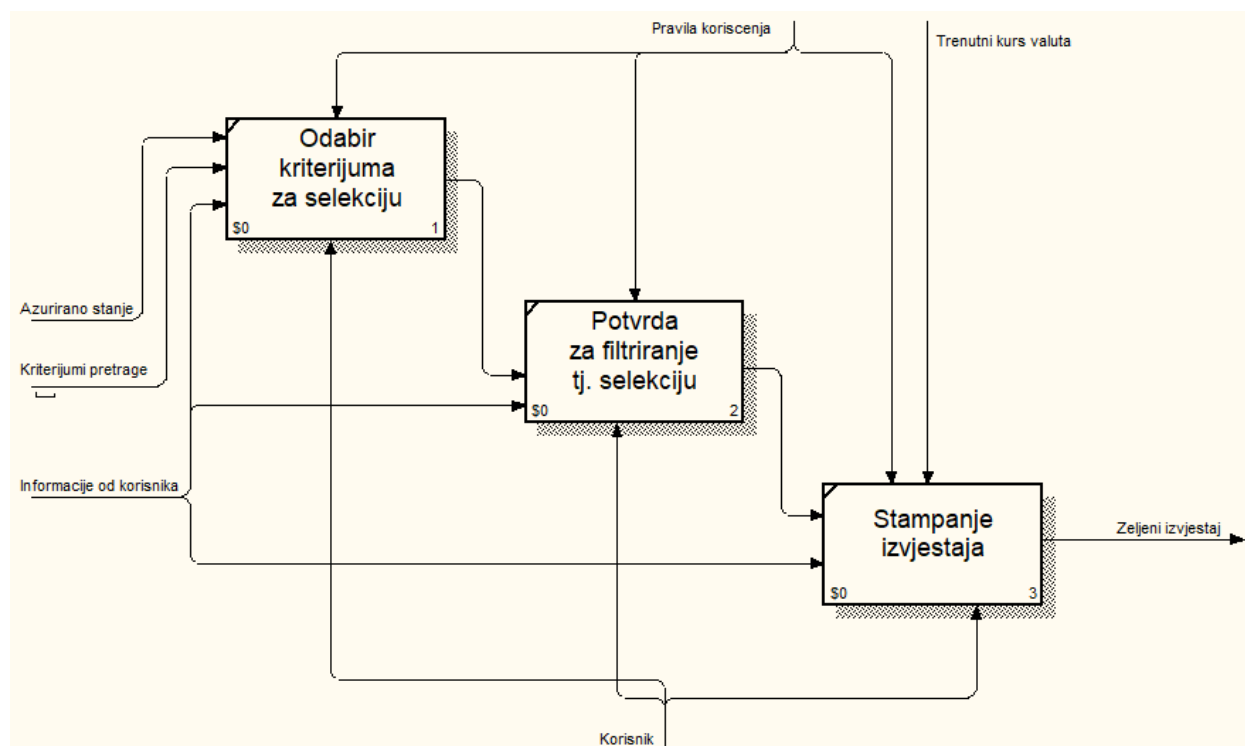 Pravila koriscenja
Trenutni kurs valuta
Odabir
kriterijuma
za selekciju
$0 1
Azurirano stanje
Kriterijumi pretrage
Potvrda
za filtriranje
tj. selekciju
$0 2
Informacije od korisnika
Stampanje
izvjestaja
$0 3
Zeljeni izvjestaj
Korisnik